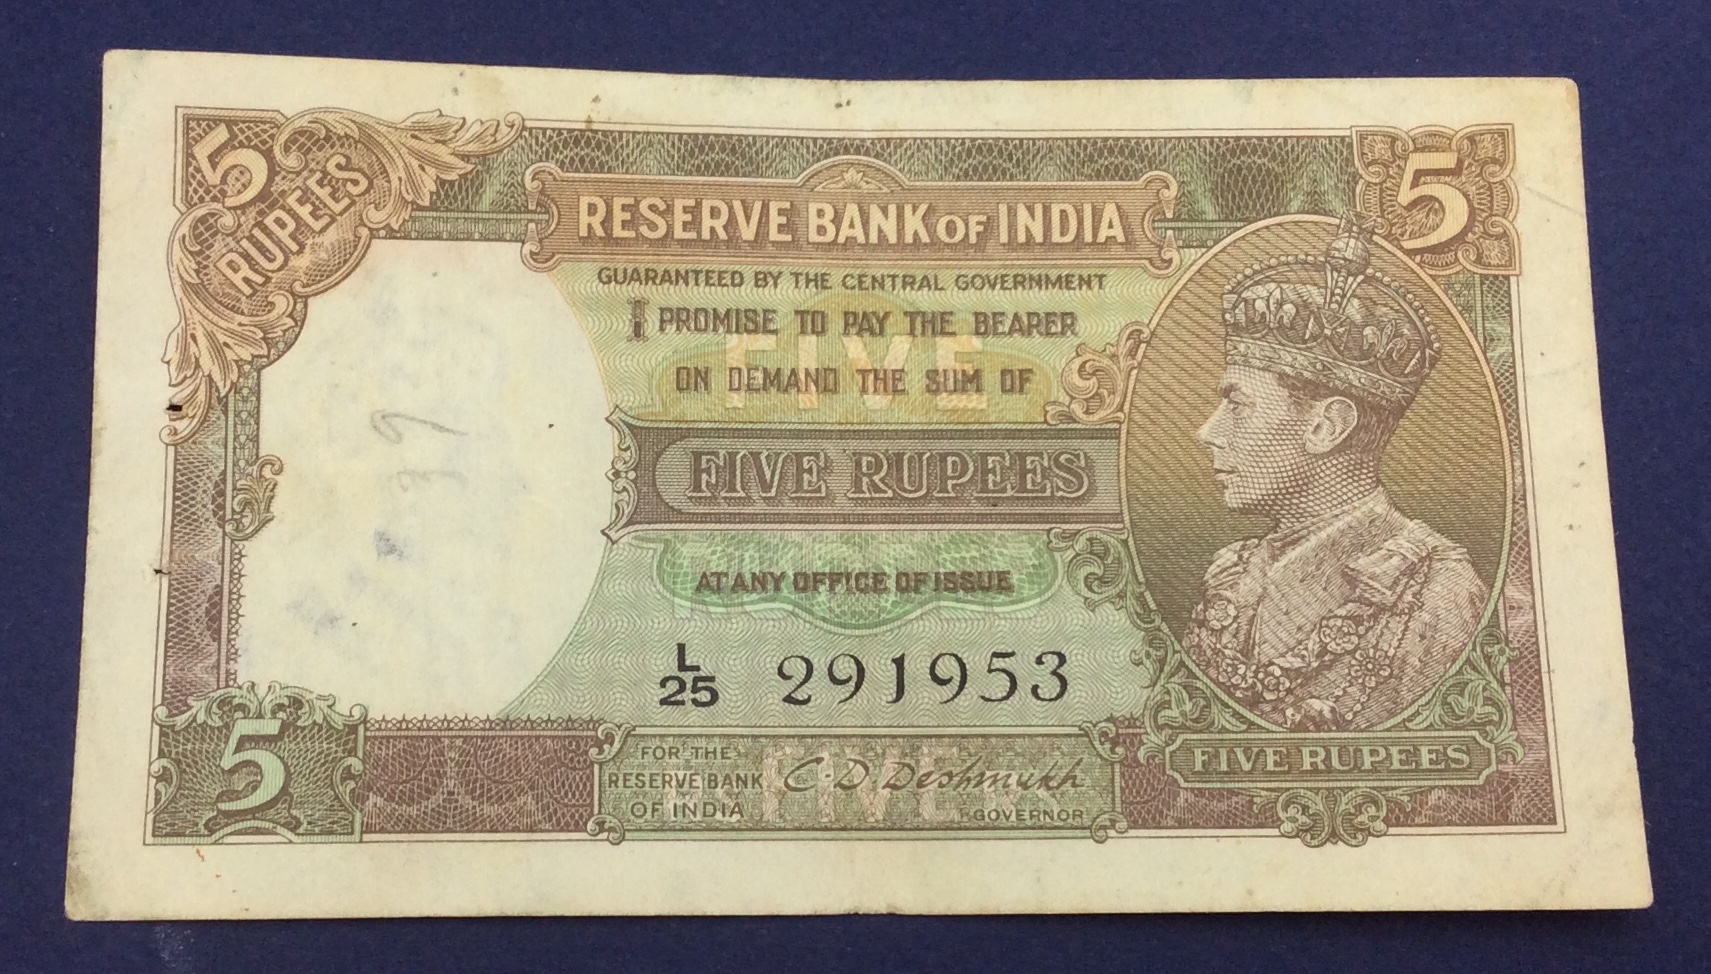 5
RUPEES
5
RESERVE BANK OF INDIA
GUARANTEED BY THE CENTRAL GOVERNMENT
I PROMISE TO PAY THE BEARER
FIVE
ON DEMAND THE SUM OF
FIVE RUPEES
AT ANY OFFICE OF ISSUE
L
25 291953
5
FOR THE
RESERVE BANK
OF INDIA
C. D. Deshmukh
FIVE
GOVERNOR
FIVE RUPEES